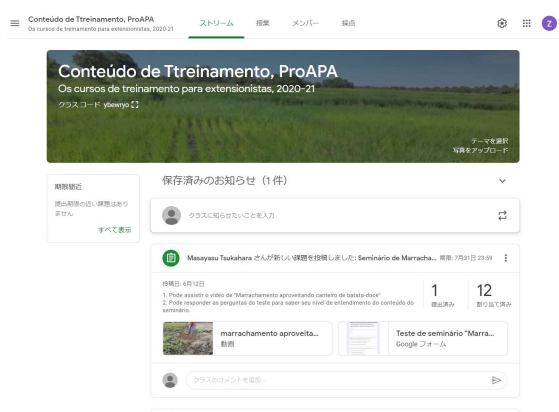 Conteúdo de Ttreinamento, ProAPA
Os cursos de treinamento para extensionistas, 2020-21
ストリーム 授業 メンバー 採点
Z
Conteúdo de Ttreinamento, ProAPA
Os cursos de treinamento para extensionistas, 2020-21
クラスコード ybewryo
テーマを選択
写真をアップロード
期限間近
提出期限の近い課題はあり
ません
すべて表示
保存済みのお知らせ（1件）
クラスに知らせたいことを入力
Masayasu Tsukahara さんが新しい課題を投稿しました: Seminário de Marracha... 期限: 7月31日 23:59
投稿日: 6月12日
1. Pode assistir o video de "Marrachamento aproveitando canteiro de batata-doce"
2. Pode responder as perguntas do teste para saber seu nível de entendimento do conteúdo do
seminário.
1
提出済み
12
割り当て済み
marrachamento aproveita...
動画
Teste de seminário "Marra...
Google フォーム
クラスのコメントを追加...